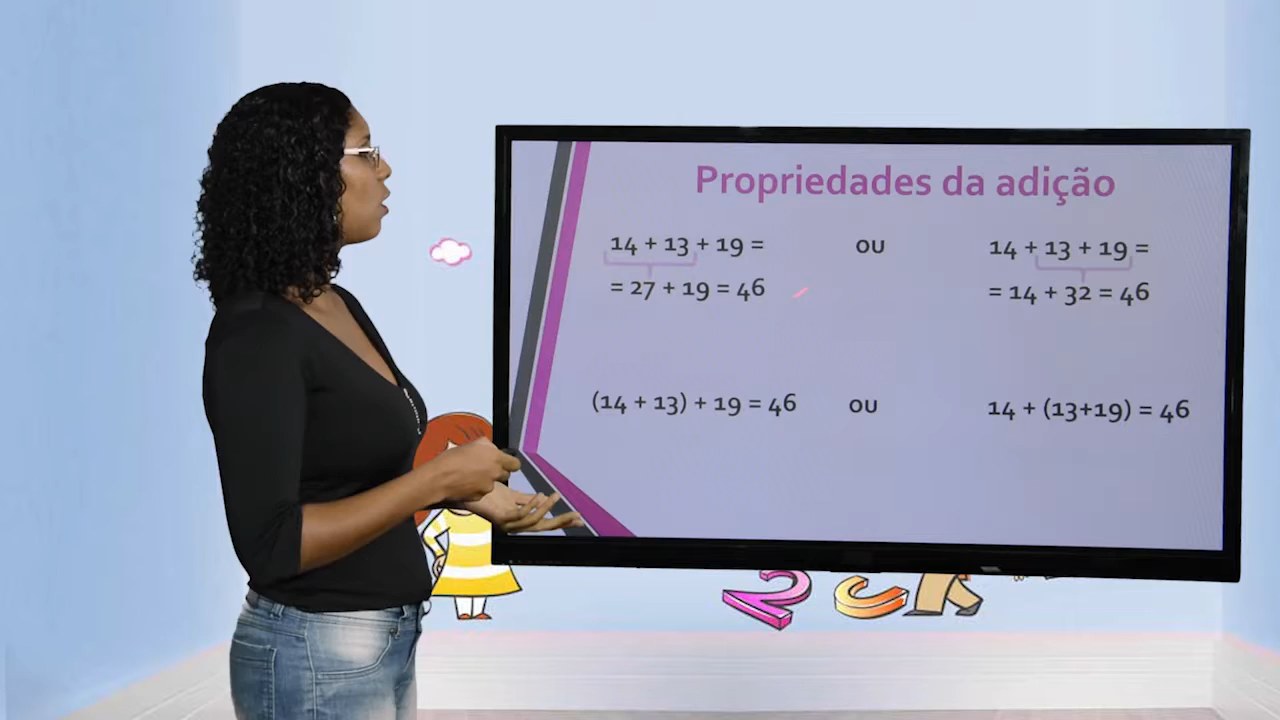 Propriedades da adição
14 + 13 + 19 = ou 14 + 13 + 19 =
= 27 + 19 = 46 = 14 + 32 = 46
(14 + 13) + 19 = 46 ou 14 + (13+19) = 46